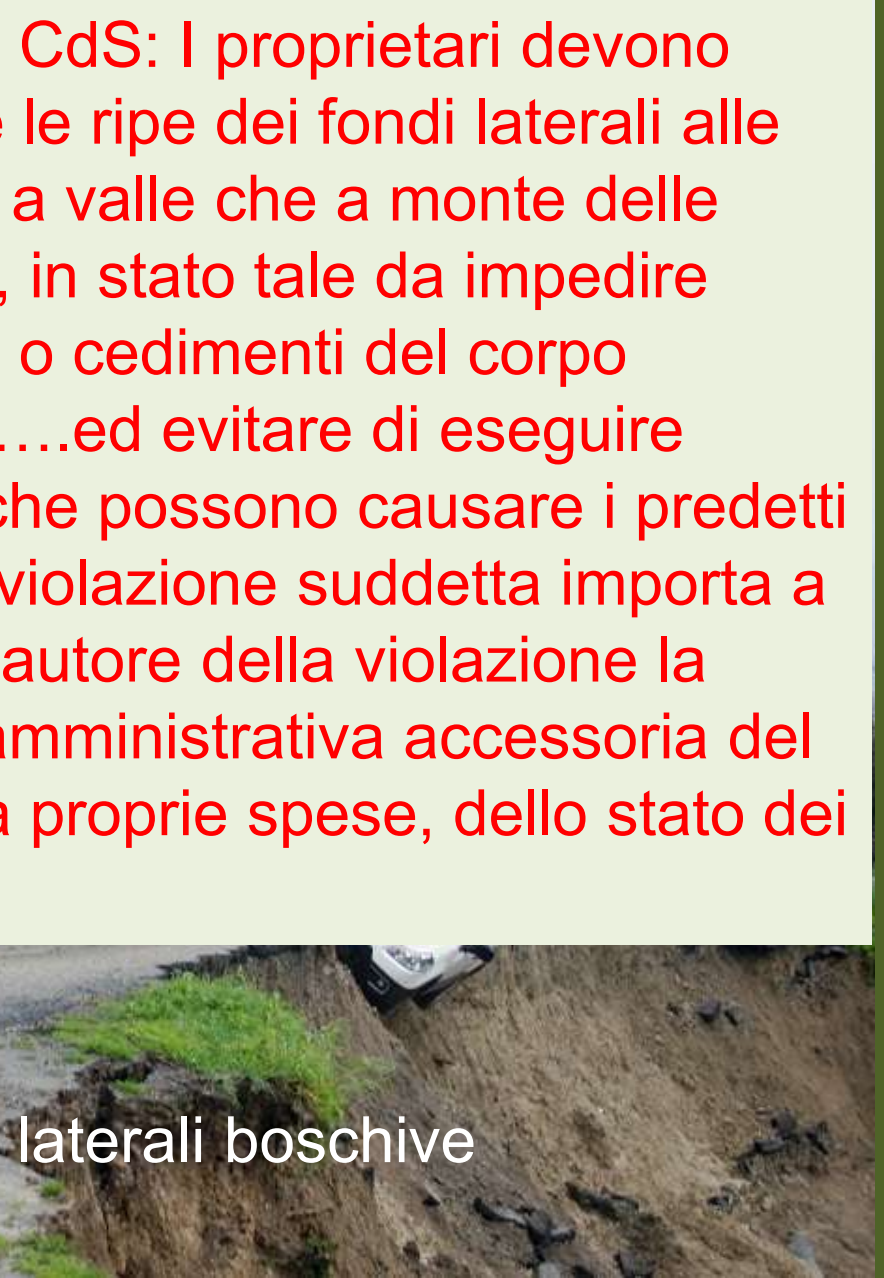 CdS: I proprietari devono
le ripe dei fondi laterali alle
a valle che a monte delle
, in stato tale da impedire
o cedimenti del corpo
….ed evitare di eseguire
che possono causare i predetti
violazione suddetta importa a
autore della violazione la
amministrativa accessoria del
a proprie spese, dello stato dei
laterali boschive